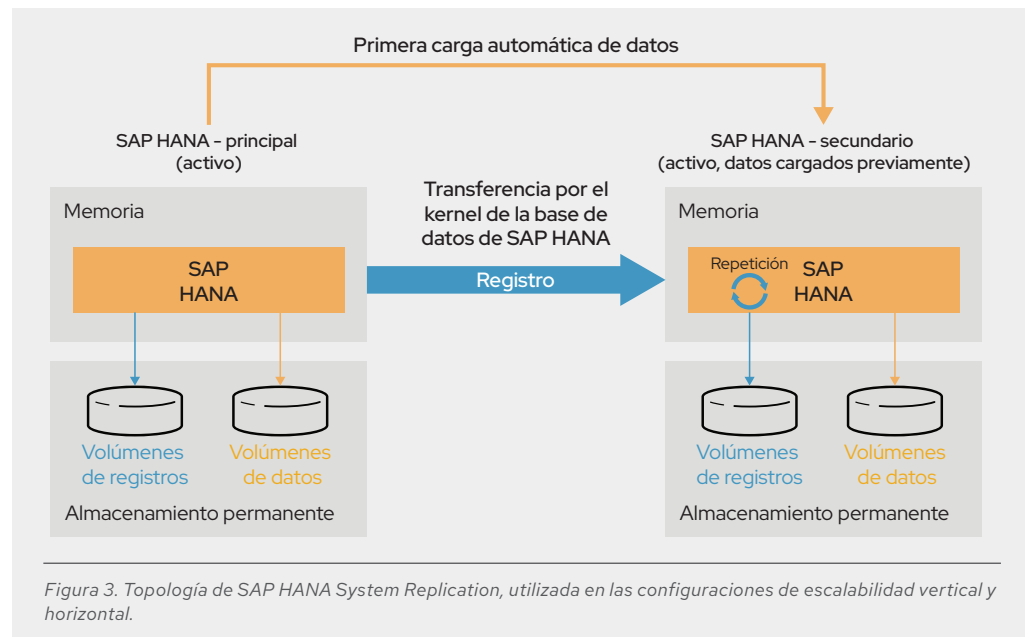 Primera carga automática de datos
SAP HANA - principal
(activo)
SAP HANA - secundario
(activo, datos cargados previamente)
Memoria
SAP
HANA
Transferencia por el
kernel de la base de
datos de SAP HANA
Registro
Memoria
Repetición
SAP
HANA
Volúmenes
de registros
Volúmenes
de datos
Almacenamiento permanente
Volúmenes
de registros
Volúmenes
de datos
Almacenamiento permanente
Figura 3. Topología de SAP HANA System Replication, utilizada en las configuraciones de escalabilidad vertical y
horizontal.